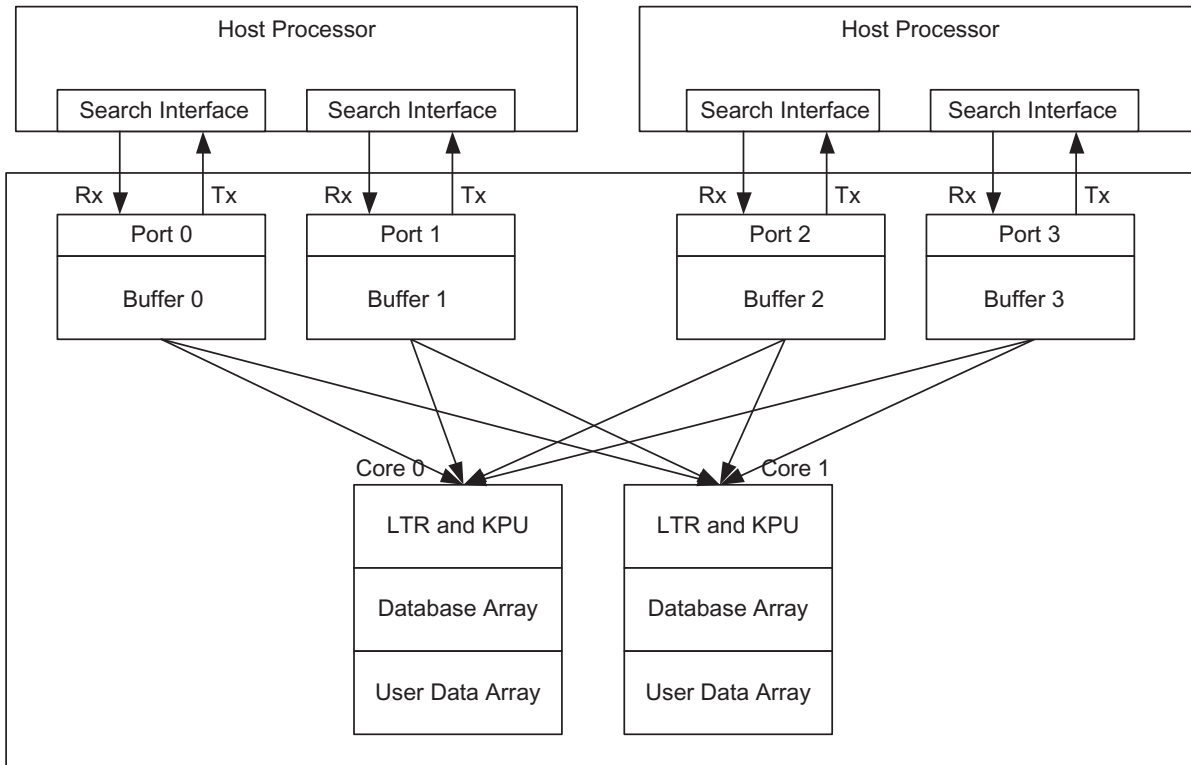 Host Processor
Host Processor
Search Interface
Search Interface
Search Interface
Search Interface
Rx
Tx
Rx
Tx
Rx
Tx
Rx
Tx
Port 0
Port 1
Port 2
Port 3
Buffer 0
Buffer 1
Buffer 2
Buffer 3
Core 0
Core 1
LTR and KPU
LTR and KPU
Database Array
Database Array
User Data Array
User Data Array